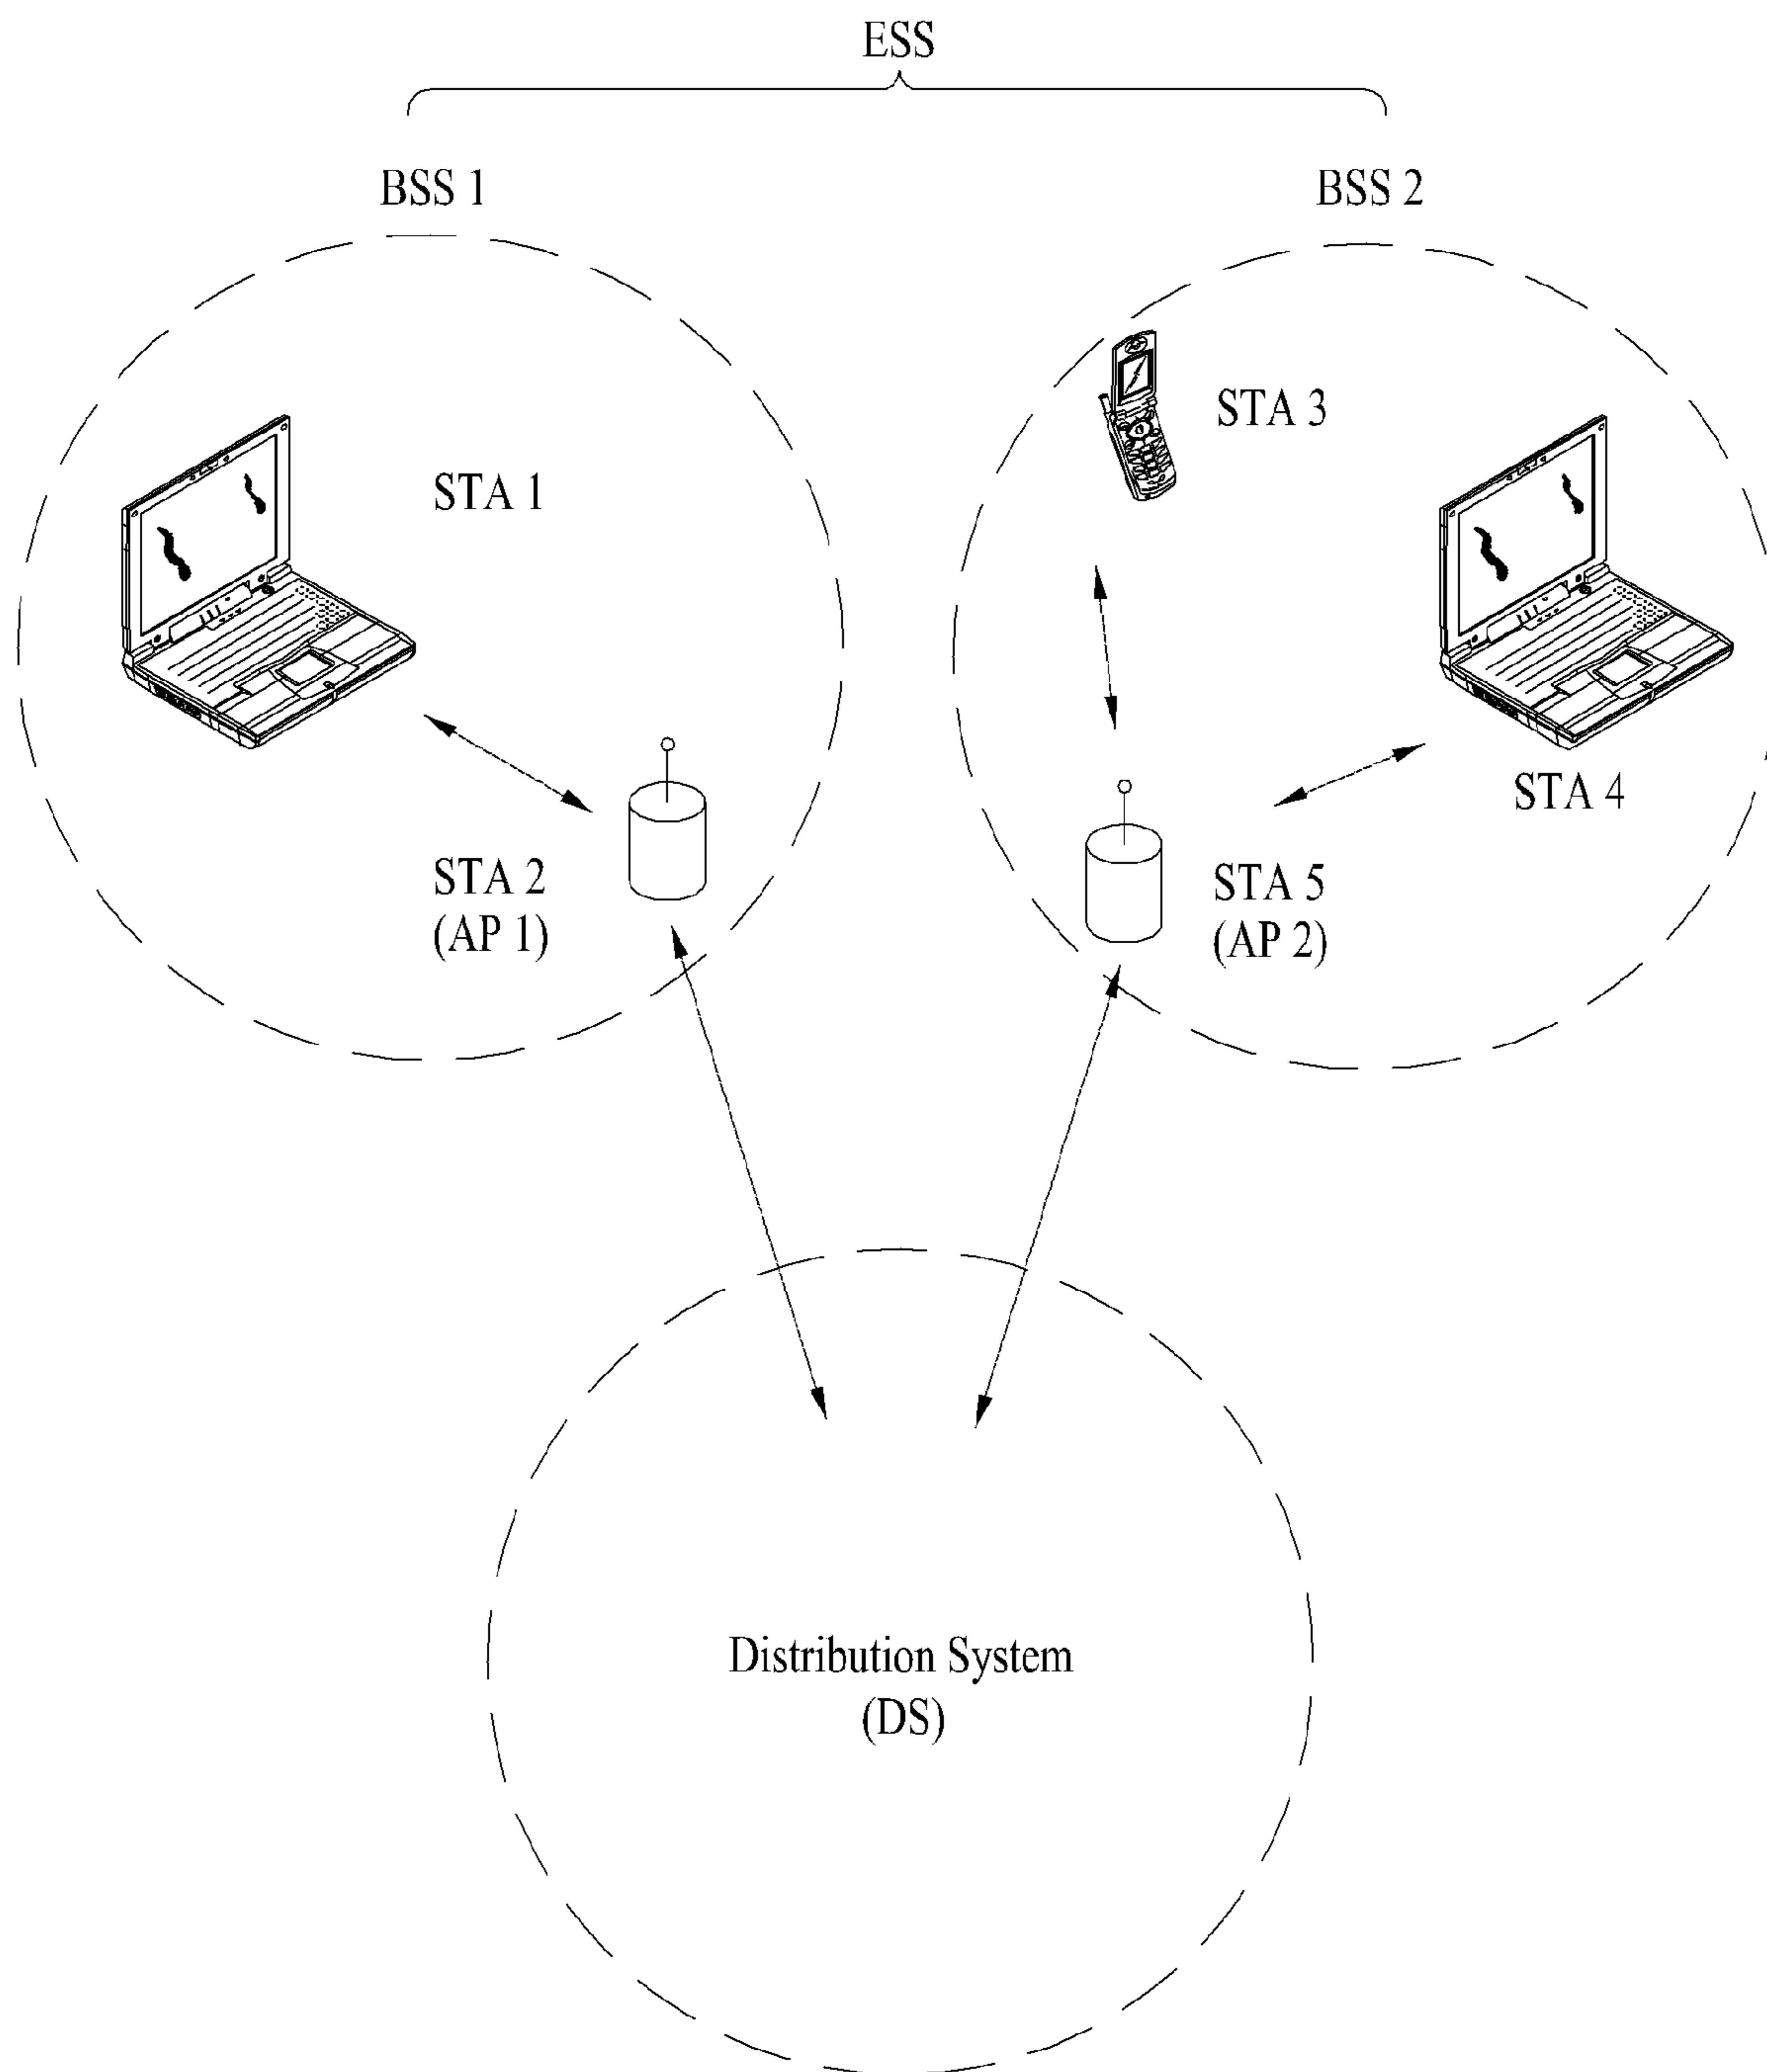 ESS
BSS 1
BSS 2
STA 3
STA 1
STA 4
STA 2
(AP 1)
STA 5
(AP 2)
Distribution System
(DS)